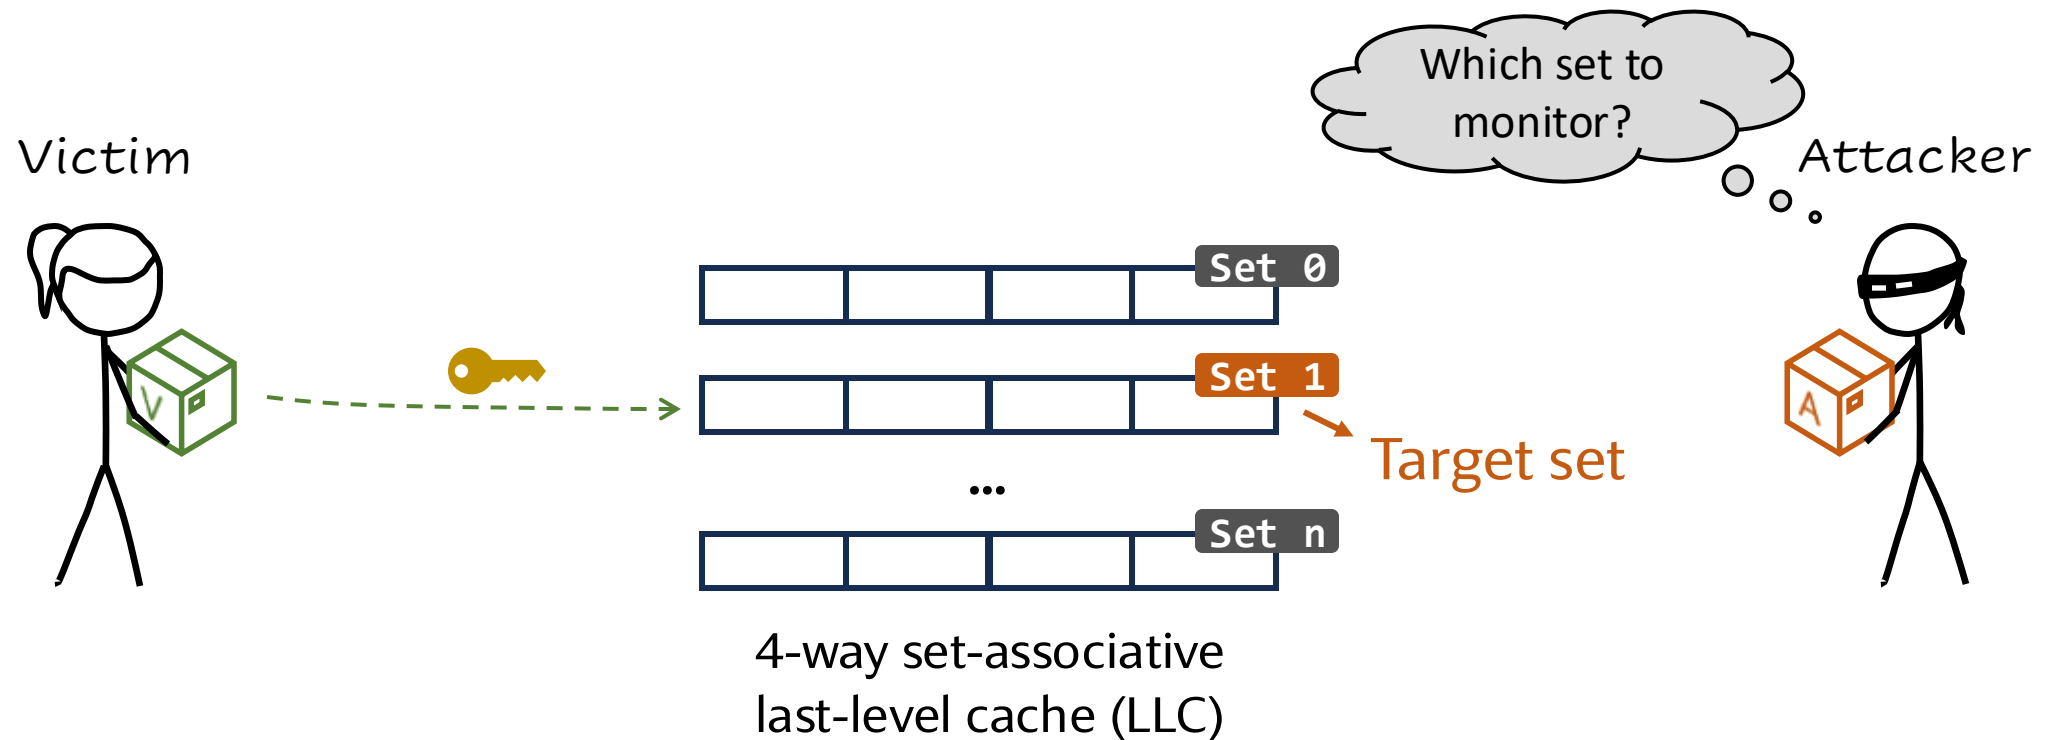 Which set to
monitor?
Victim
Attacker
Set 0
V
Set 1
A
Target set
...
Set n
4-way set-associative
last-level cache (LLC)